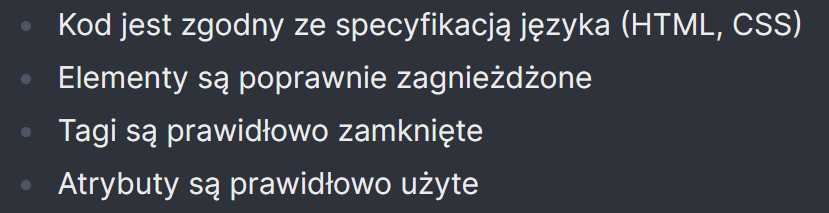 Kod jest zgodny ze specyfikacją języka (HTML, CSS)
Elementy są poprawnie zagnieżdżone
Tagi są prawidłowo zamknięte
Atrybuty są prawidłowo użyte